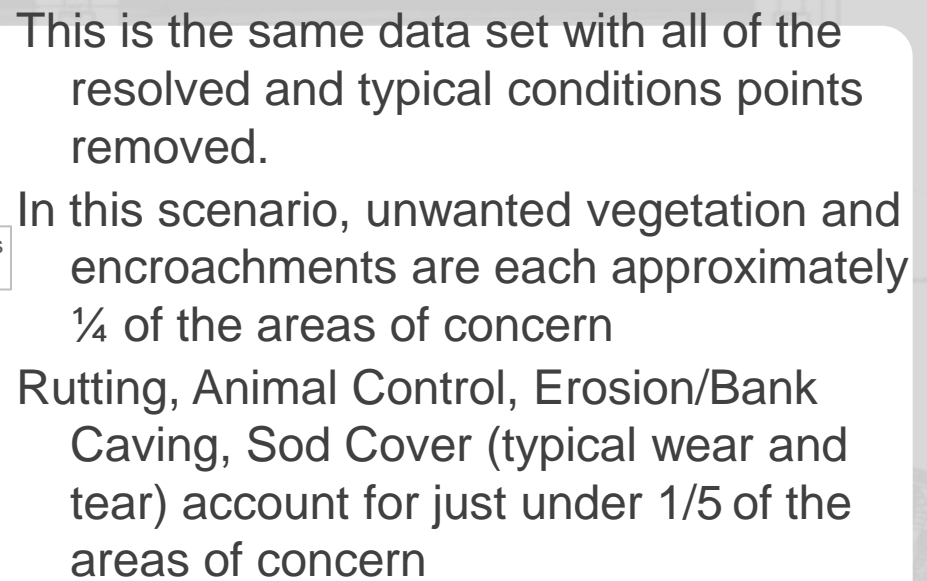 This is the same data set with all of the
resolved and typical conditions points
removed.
In this scenario, unwanted vegetation and
s
encroachments are each approximately
¼ of the areas of concern
Rutting, Animal Control, Erosion/Bank
Caving, Sod Cover (typical wear and
tear) account for just under 1/5 of the
areas of concern